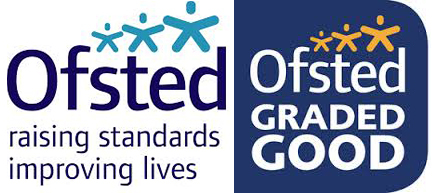 Ofsted
raising standards
improving lives
Ofsted
GRADED
GOOD